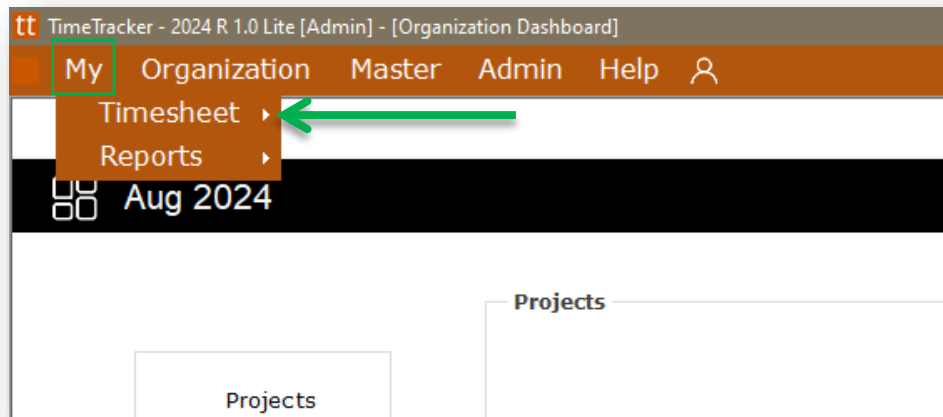 tt TimeTracker - 2024 R 1.0 Lite [Admin] - [Organization Dashboard]
My Organization Master Admin Help
Timesheet
Reports
Aug 2024
Projects
Projects